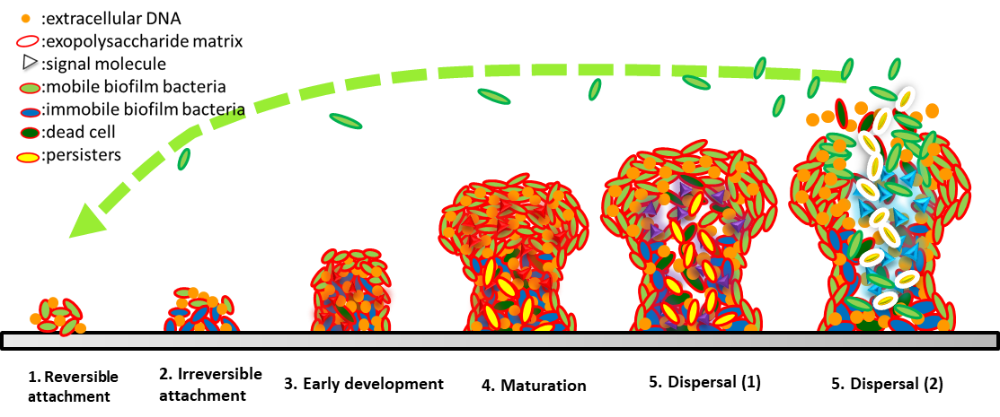 :extracellular DNA
:exopolysaccharide matrix
:signal molecule
:mobile biofilm bacteria
:immobile biofilm bacteria
:dead cell
:persisters
1. Reversible
attachment
2. Irreversible
attachment
3. Early development
4. Maturation
5. Dispersal (1)
5. Dispersal (2)